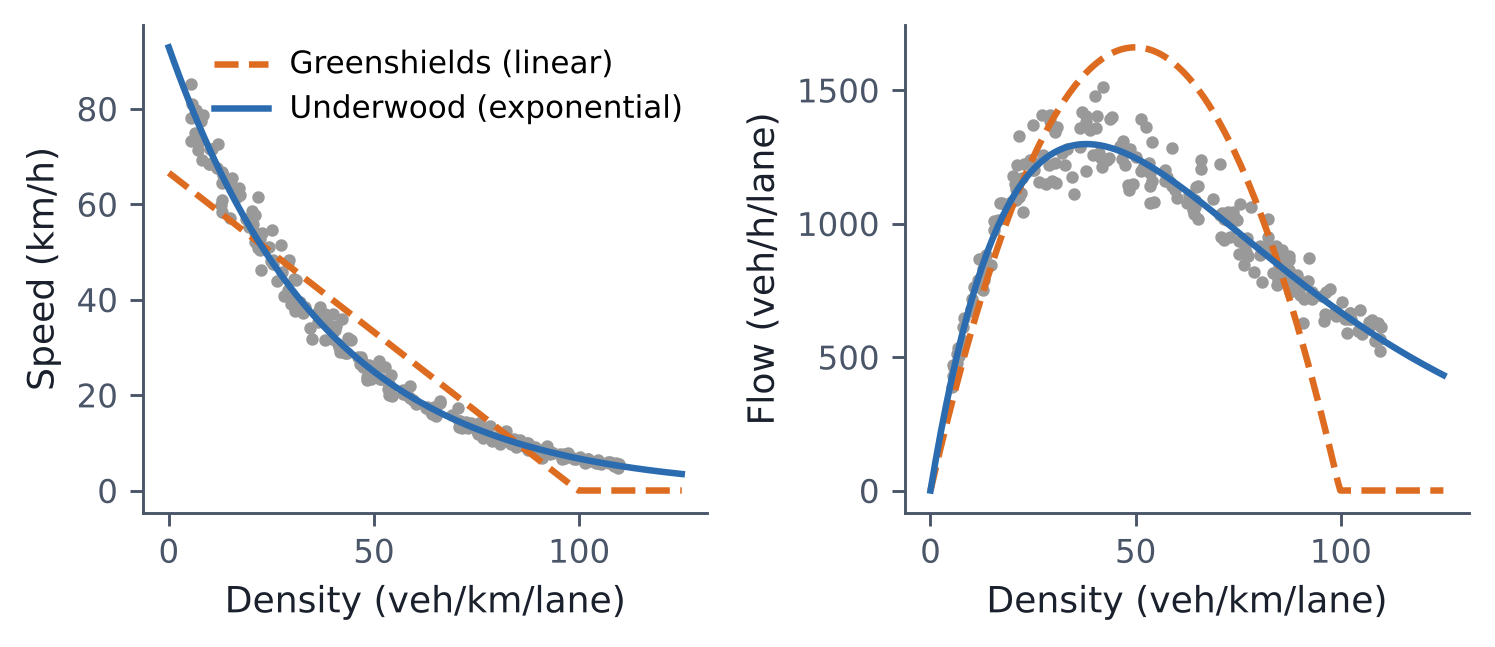 Greenshields (linear)
Underwood (exponential)
80
60
40
20
0
Speed (km/h)
0
50
100
Density (veh/km/lane)
1500
1000
500
0
Flow (veh/h/lane)
0
50
100
Density (veh/km/lane)